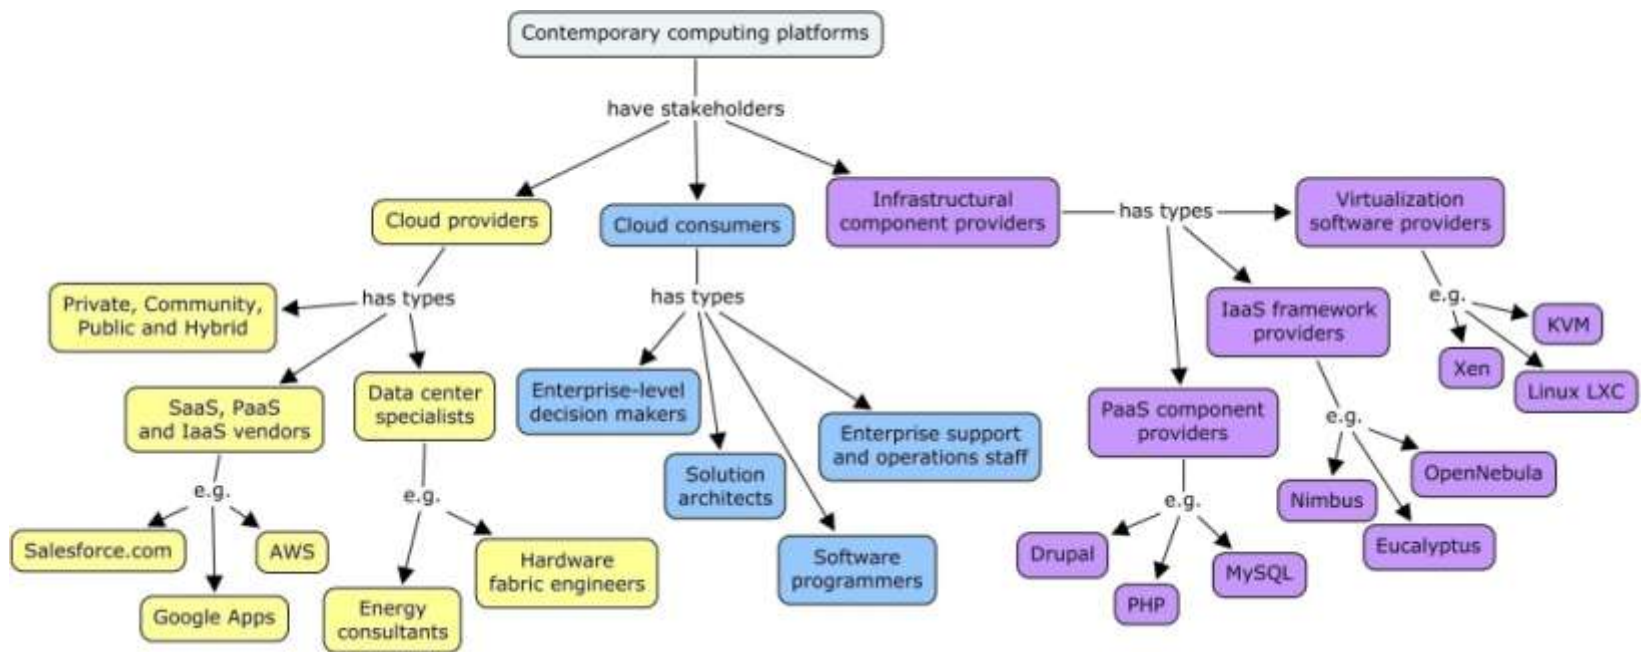 Contemporary computing platforms
have stakeholders
Cloud providers
Cloud consumers
Infrastructural
component providers
has types
Virtualization
software providers
has types
Private, Community,
Public and Hybrid
SaaS, PaaS
and IaaS vendors
Data center
specialists
e.g.
Salesforce.com
Google Apps
AWS
e.g.
Energy
consultants
Hardware
fabric engineers
has types
Enterprise-level
decision makers
Solution
architects
Software
programmers
Enterprise support
and operations staff
PaaS component
providers
e.g.
Drupal
PHP
MySQL
IaaS framework
providers
e.g.
Nimbus
Eucalyptus
OpenNebula
e.g.
Xen
Linux LXC
KVM